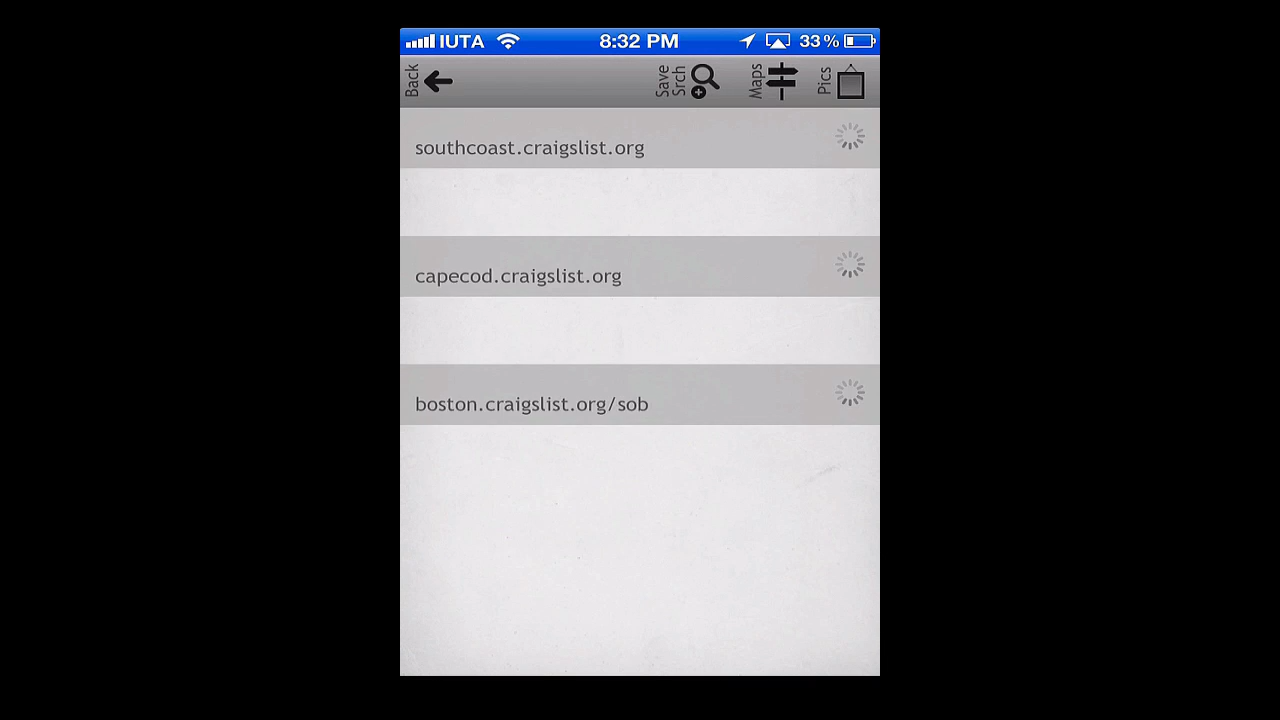 IUTA 8:32 PM 33%
Back Save Srch Maps Pics
southcoast.craigslist.org
capecod.craigslist.org
boston.craigslist.org/sob